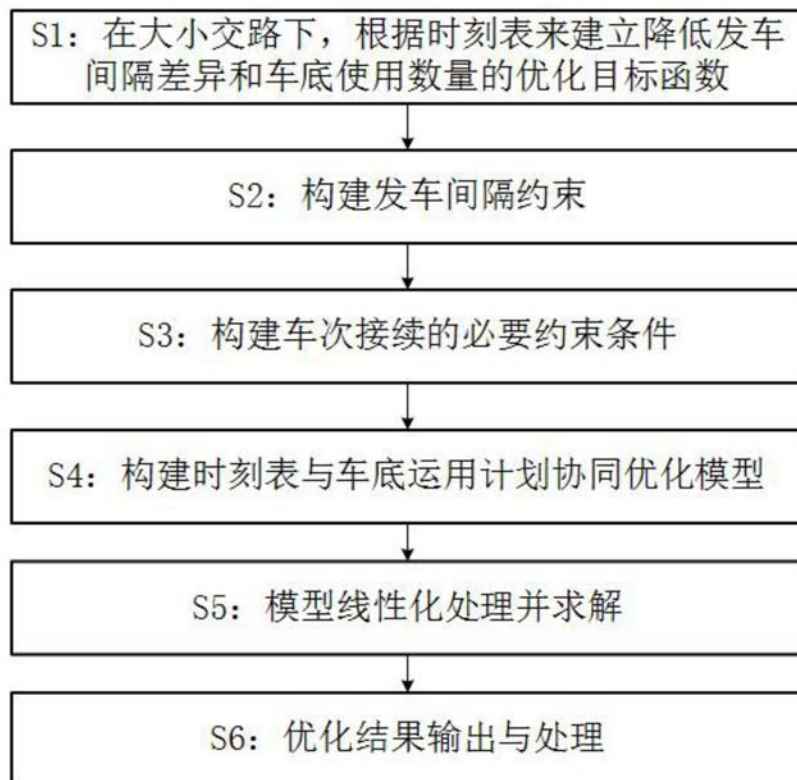 S1：在大小交路下，根据时刻表来建立降低发车
间隔差异和车底使用数量的优化目标函数
S2：构建发车间隔约束
S3：构建车次接续的必要约束条件
S4：构建时刻表与车底运用计划协同优化模型
S5：模型线性化处理并求解
S6：优化结果输出与处理